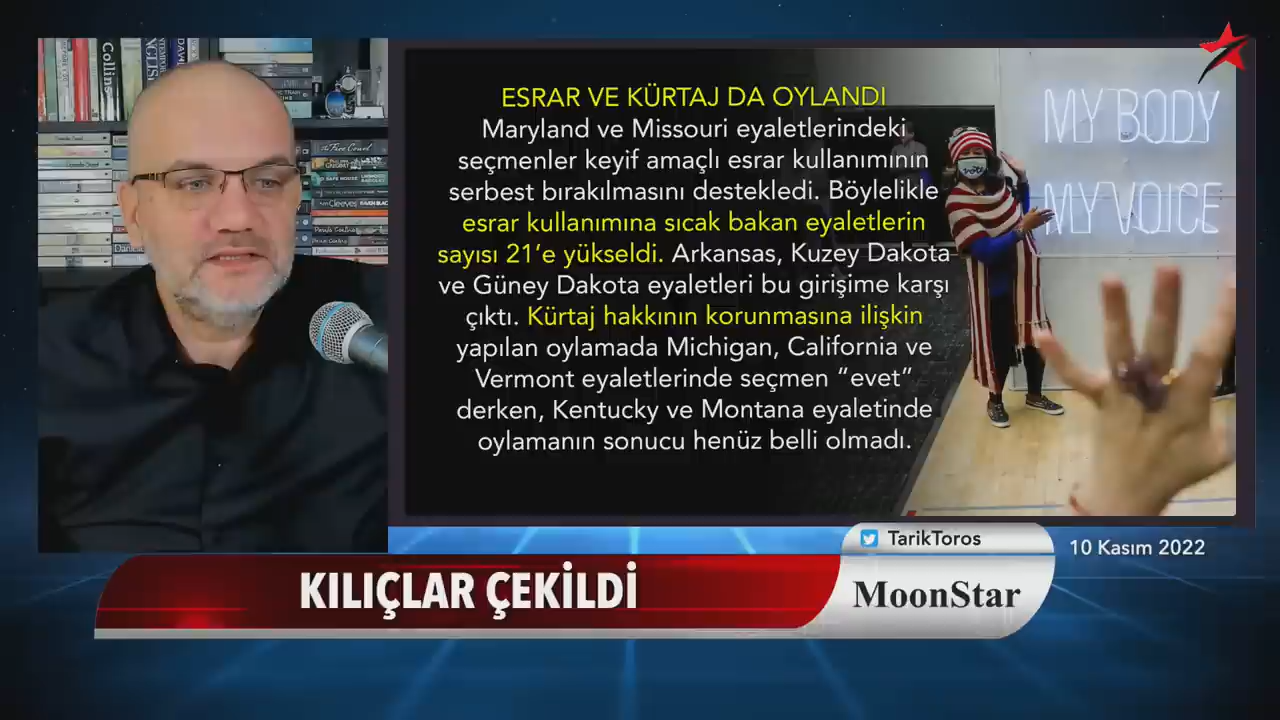 Collins
ESRAR VE KÜRTAJ DA OYLANDI
Maryland ve Missouri eyaletlerindeki
seçmenler keyif amaçlı esrar kullanımının
serbest bırakılmasını destekledi. Böylelikle
esrar kullanımına sıcak bakan eyaletlerin
sayısı 21'e yükseldi. Arkansas, Kuzey Dakota
ve Güney Dakota eyaletleri bu girişime karşı
çıktı. Kürtaj hakkının korunmasına ilişkin
yapılan oylamada Michigan, California ve
Vermont eyaletlerinde seçmen “evet”
derken, Kentucky ve Montana eyaletinde
oylamanın sonucu henüz belli olmadı.
MY BODY
MY VOICE
vote
TarikToros
10 Kasım 2022
KILIÇLAR ÇEKİLDİ
MoonStar